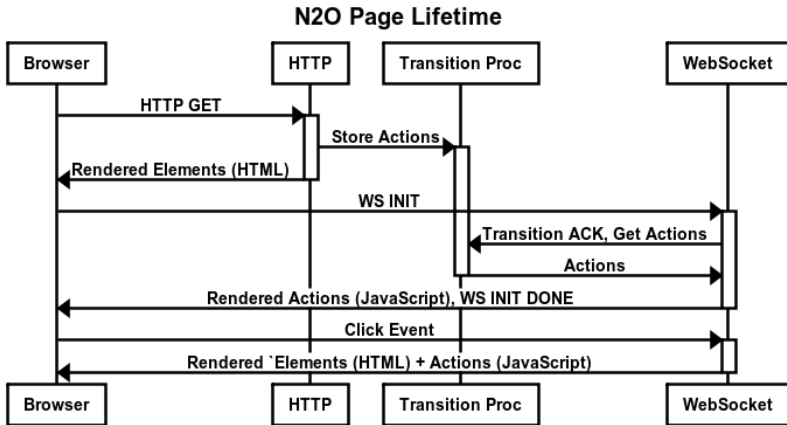 N2O Page Lifetime
Browser HTTP Transition Proc WebSocket
HTTP GET
Store Actions
Rendered Elements (HTML)
WS INIT
Transition ACK, Get Actions
Actions
Rendered Actions (JavaScript), WS INIT DONE
Click Event
Rendered `Elements (HTML) + Actions (JavaScript)
Browser HTTP Transition Proc WebSocket